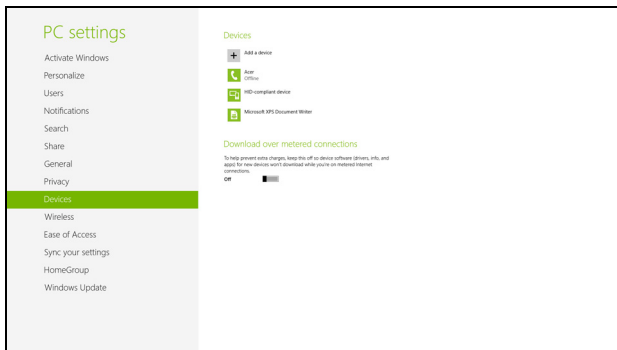 PC settings
Activate Windows
Personalize
Users
Notifications
Search
Share
General
Privacy
Devices
Wireless
Ease of Access
Sync your settings
HomeGroup
Windows Update
Devices
Add a device
Acer
Offline
HID-compliant device
Microsoft XPS Document Writer
Download over metered connections
To help prevent extra charges, keep this off so device software (drivers, info, and
apps) for new devices won't download while you're on metered Internet
connections.
Off